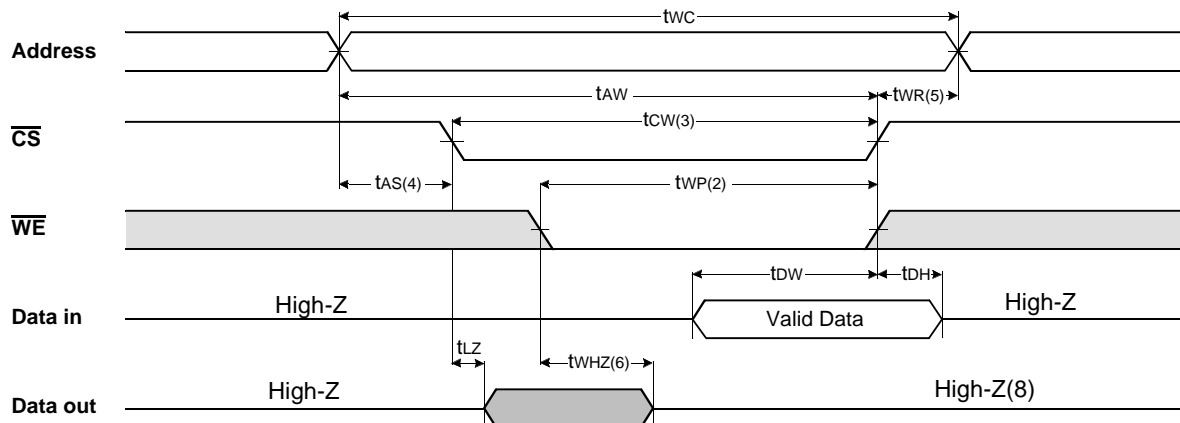 tWC
Address
tAW
tWR(5)
CS
tCW(3)
tAS(4)
tWP(2)
WE
tDW
tDH
Data in
High-Z
Valid Data
High-Z
tLZ
tWHZ(6)
Data out
High-Z
High-Z(8)